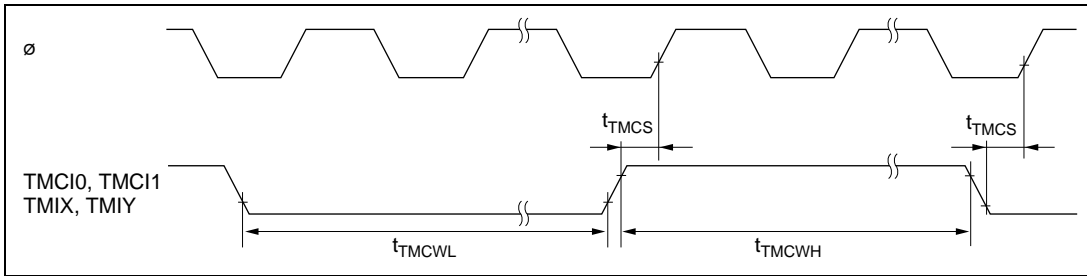 ø
tTMCS
tTMCS
TMCI0, TMCI1
TMIX, TMIY
tTMCWL
tTMCWH